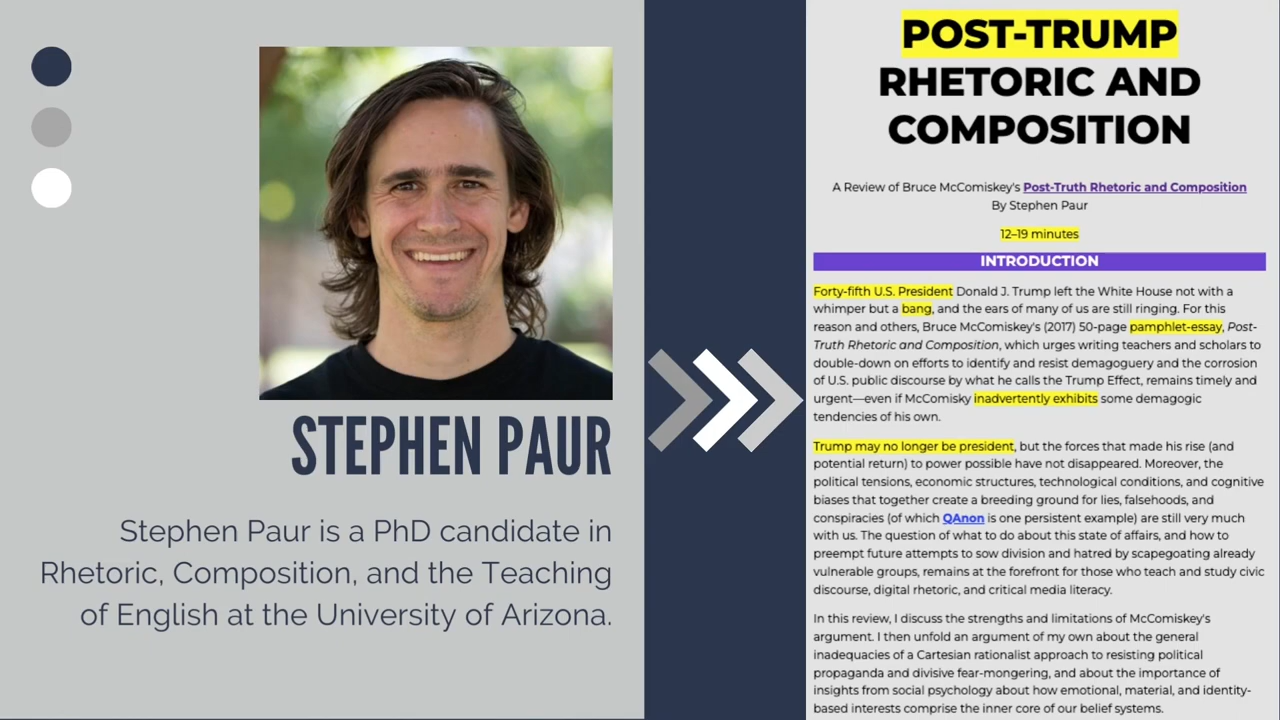 STEPHEN PAUR
Stephen Paur is a PhD candidate in
Rhetoric, Composition, and the Teaching
of English at the University of Arizona.
POST-TRUMP
RHETORIC AND
COMPOSITION
A Review of Bruce McComiskey's Post-Truth Rhetoric and Composition
By Stephen Paur
12–19 minutes
INTRODUCTION
Forty-fifth U.S. President Donald J. Trump left the White House not with a
whimper but a bang, and the ears of many of us are still ringing. For this
reason and others, Bruce McComiskey's (2017) 50-page pamphlet-essay, Post-
Truth Rhetoric and Composition, which urges writing teachers and scholars to
double-down on efforts to identify and resist demagoguery and the corrosion
of U.S. public discourse by what he calls the Trump Effect, remains timely and
urgent—even if McComisky inadvertently exhibits some demagogic
tendencies of his own.
Trump may no longer be president, but the forces that made his rise (and
potential return) to power possible have not disappeared. Moreover, the
political tensions, economic structures, technological conditions, and cognitive
biases that together create a breeding ground for lies, falsehoods, and
conspiracies (of which QAnon is one persistent example) are still very much
with us. The question of what to do about this state of affairs, and how to
preempt future attempts to sow division and hatred by scapegoating already
vulnerable groups, remains at the forefront for those who teach and study civic
discourse, digital rhetoric, and critical media literacy.
In this review, I discuss the strengths and limitations of McComiskey's
argument. I then unfold an argument of my own about the general
inadequacies of a Cartesian rationalist approach to resisting political
propaganda and divisive fear-mongering, and about the importance of
insights from social psychology about how emotional, material, and identity-
based interests comprise the inner core of our belief systems.